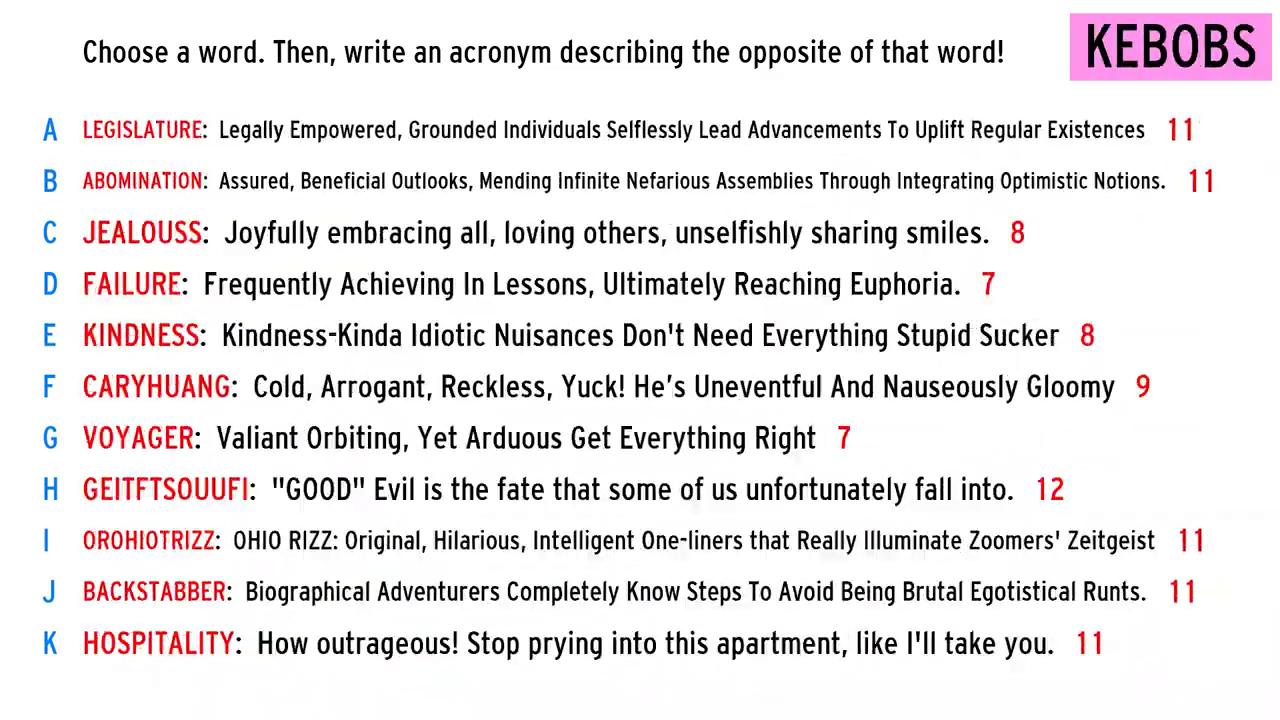 Choose a word. Then, write an acronym describing the opposite of that word!
KEBOBS
A LEGISLATURE: Legally Empowered, Grounded Individuals Selflessly Lead Advancements To Uplift Regular Existences 11
B ABOMINATION: Assured, Beneficial Outlooks, Mending Infinite Nefarious Assemblies Through Integrating Optimistic Notions. 11
C JEALOUSS: Joyfully embracing all, loving others, unselfishly sharing smiles. 8
D FAILURE: Frequently Achieving In Lessons, Ultimately Reaching Euphoria. 7
E KINDNESS: Kindness-Kinda Idiotic Nuisances Don't Need Everything Stupid Sucker 8
F CARYHUANG: Cold, Arrogant, Reckless, Yuck! He's Uneventful And Nauseously Gloomy 9
G VOYAGER: Valiant Orbiting, Yet Arduous Get Everything Right 7
H GEITFTSOUUFI: "GOOD" Evil is the fate that some of us unfortunately fall into. 12
I OROHIOTRIZZ: OHIO RIZZ: Original, Hilarious, Intelligent One-liners that Really Illuminate Zoomers' Zeitgeist 11
J BACKSTABBER: Biographical Adventurers Completely Know Steps To Avoid Being Brutal Egotistical Runts. 11
K HOSPITALITY: How outrageous! Stop prying into this apartment, like I'll take you. 11